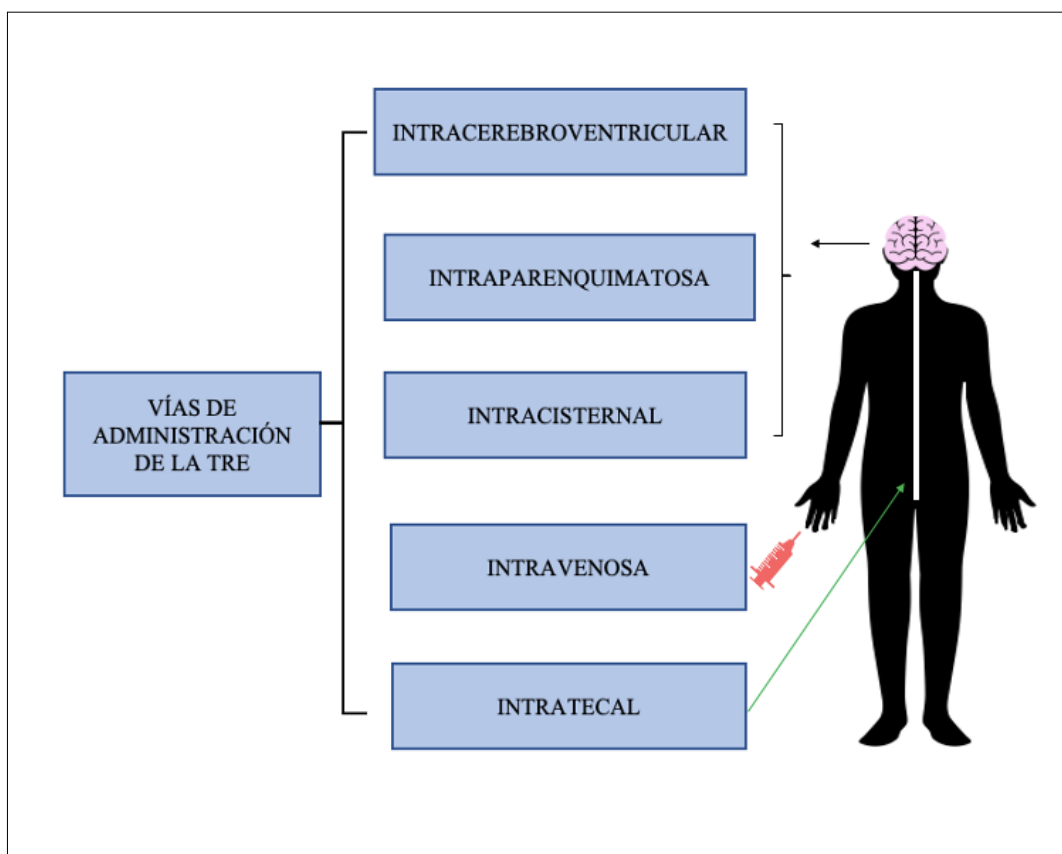 VÍAS DE
ADMINISTRACIÓN
DE LA TRE
INTRACEREBROVENTRICULAR
INTRAPARENQUIMATOSA
INTRACISTERNAL
INTRAVENOSA
INTRATECAL